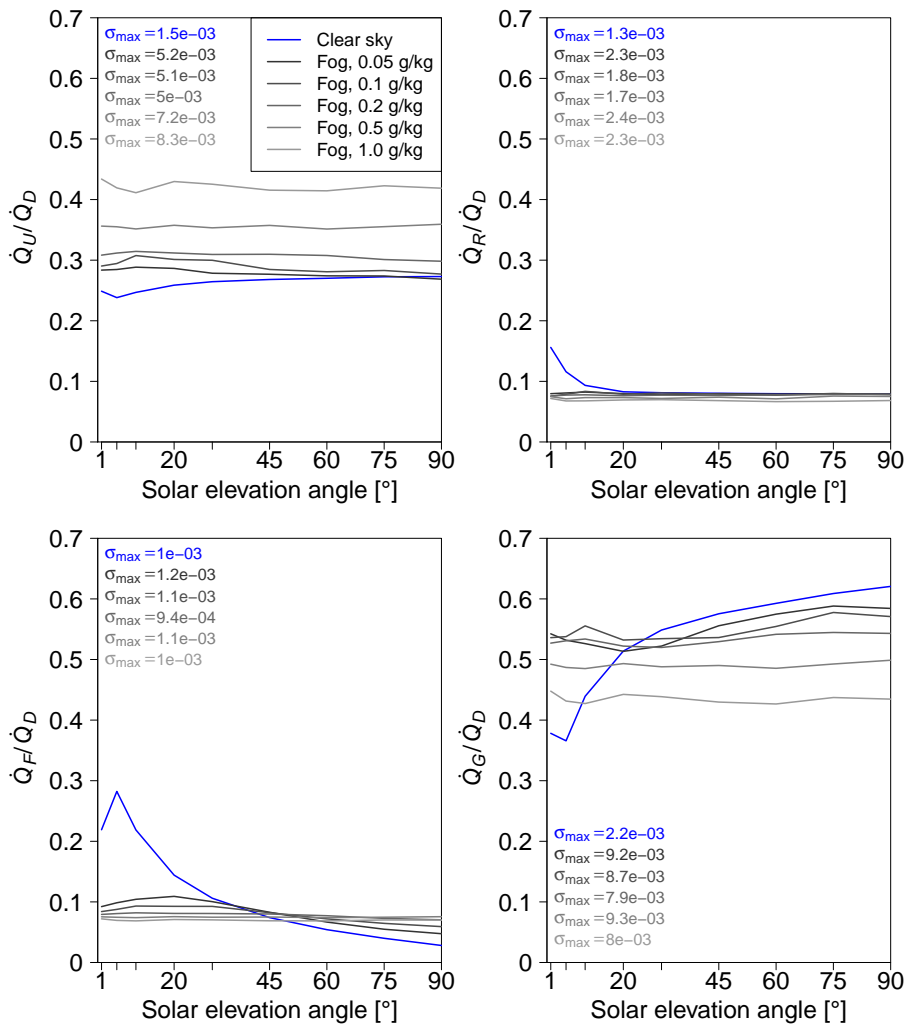 0.7
0.6
0.5
0.4
0.3
0.2
0.1
0
Q̇U/Q̇D
σmax=1.5e−03
σmax=5.2e−03
σmax=5.1e−03
σmax=5e−03
σmax=7.2e−03
σmax=8.3e−03
Clear sky
Fog, 0.05 g/kg
Fog, 0.1 g/kg
Fog, 0.2 g/kg
Fog, 0.5 g/kg
Fog, 1.0 g/kg
1 20 45 60 75 90
Solar elevation angle [°]
0.7
0.6
0.5
0.4
0.3
0.2
0.1
0
Q̇R/Q̇D
σmax=1.3e−03
σmax=2.3e−03
σmax=1.8e−03
σmax=1.7e−03
σmax=2.4e−03
σmax=2.3e−03
1 20 45 60 75 90
Solar elevation angle [°]
0.7
0.6
0.5
0.4
0.3
0.2
0.1
0
Q̇F/Q̇D
σmax=1e−03
σmax=1.2e−03
σmax=1.1e−03
σmax=9.4e−04
σmax=1.1e−03
σmax=1e−03
1 20 45 60 75 90
Solar elevation angle [°]
0.7
0.6
0.5
0.4
0.3
0.2
0.1
0
Q̇G/Q̇D
σmax=2.2e−03
σmax=9.2e−03
σmax=8.7e−03
σmax=7.9e−03
σmax=9.3e−03
σmax=8e−03
1 20 45 60 75 90
Solar elevation angle [°]